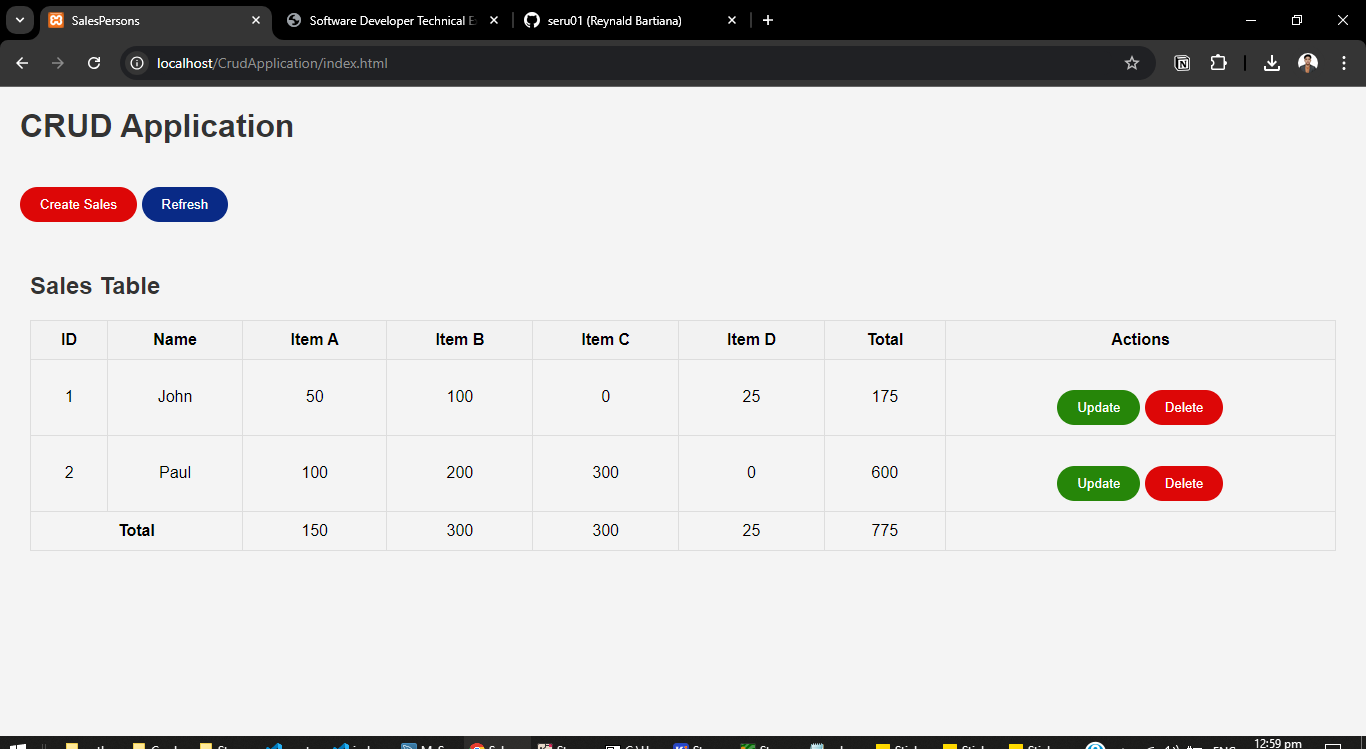 SalesPersons
Software Developer Technical E
seru01 (Reynald Bartiana)
localhost/CrudApplication/index.html
CRUD Application
Create Sales Refresh
Sales Table
ID Name Item A Item B Item C Item D Total Actions
1 John 50 100 0 25 175 Update Delete
2 Paul 100 200 300 0 600 Update Delete
Total 150 300 300 25 775
12:59 pm